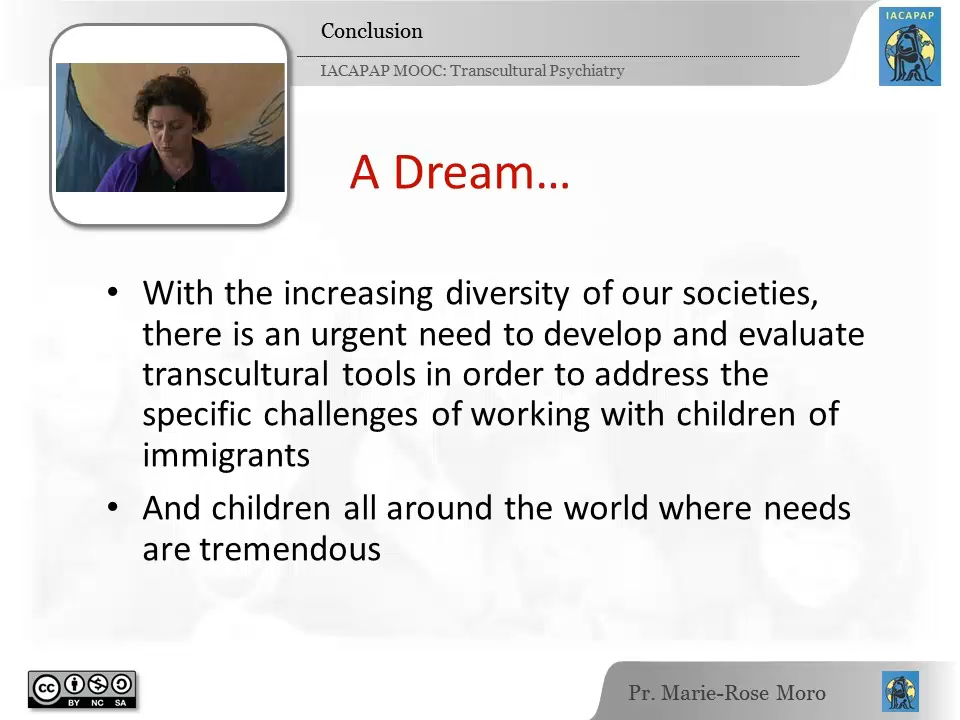 Conclusion
IACAPAP
IACAPAP MOOC: Transcultural Psychiatry
A Dream...
• With the increasing diversity of our societies,
there is an urgent need to develop and evaluate
transcultural tools in order to address the
specific challenges of working with children of
immigrants
• And children all around the world where needs
are tremendous
cc
BY NC SA
Pr. Marie-Rose Moro